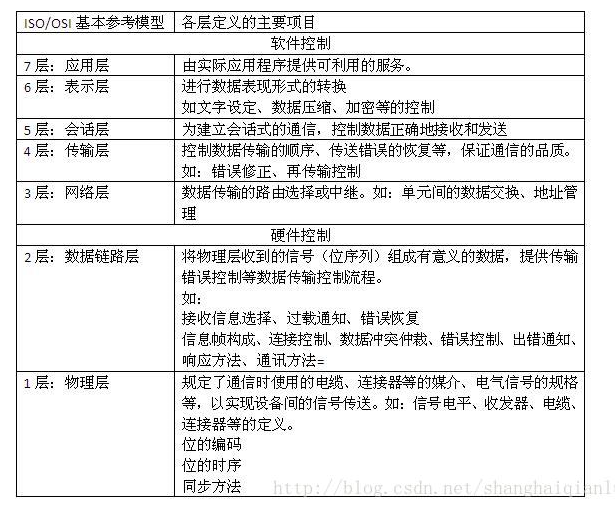 ISO/OSI 基本参考模型 各层定义的主要项目
软件控制
7 层：应用层 由实际应用程序提供可利用的服务。
6 层：表示层 进行数据表现形式的转换
如文字设定、数据压缩、加密等的控制
5 层：会话层 为建立会话式的通信，控制数据正确地接收和发送
4 层：传输层 控制数据传输的顺序、传送错误的恢复等，保证通信的品质。
如：错误修正、再传输控制
3 层：网络层 数据传输的路由选择或中继。如：单元间的数据交换、地址管
理
硬件控制
2 层：数据链路层 将物理层收到的信号（位序列）组成有意义的数据，提供传输
错误控制等数据传输控制流程。
如：
接收信息选择、过载通知、错误恢复
信息帧构成、连接控制、数据冲突仲裁、错误控制、出错通知、
响应方法、通讯方法=
1 层：物理层 规定了通信时使用的电缆、连接器等的媒介、电气信号的规格
等，以实现设备间的信号传送。如：信号电平、收发器、电缆、
连接器等的定义。
位的编码
位的时序
同步方法
http://blog.csdn.net/shanghaiqianlu